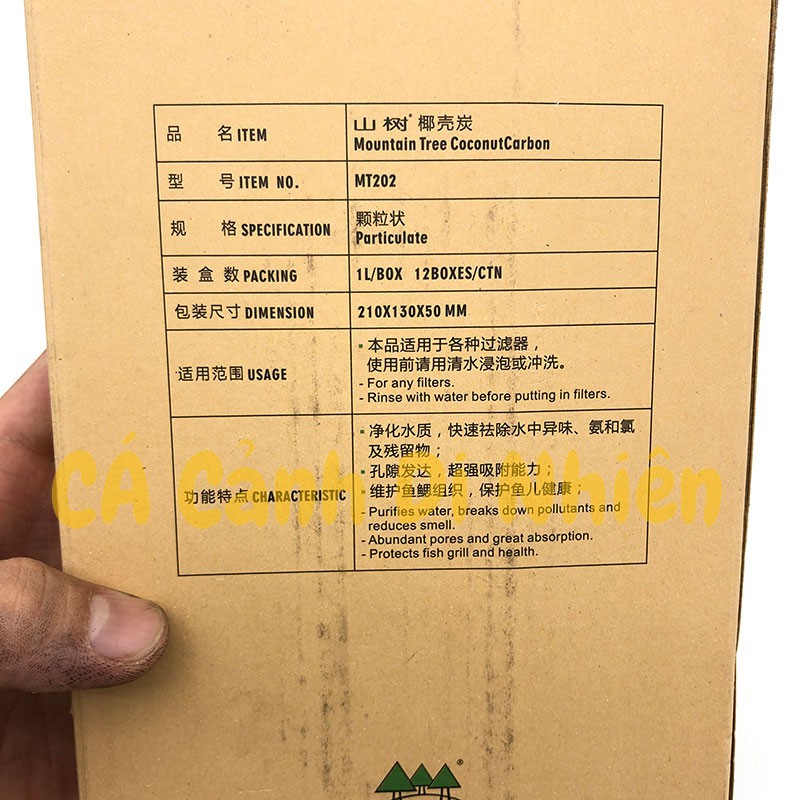 品 名 ITEM
山树® 椰壳炭
Mountain Tree CoconutCarbon
型 号 ITEM NO.
MT202
规 格 SPECIFICATION
颗粒状
Particulate
装 盒 数 PACKING
1L/BOX 12BOXES/CTN
包装尺寸 DIMENSION
210X130X50 MM
适用范围 USAGE
▪ 本品适用于各种过滤器，
使用前请用清水浸泡或冲洗。
- For any filters.
- Rinse with water before putting in filters.
功能特点 CHARACTERISTIC
▪ 净化水质，快速祛除水中异味、氨和氯
及残留物；
▪ 孔隙发达，超强吸附能力；
▪ 维护鱼鳃组织，保护鱼儿健康；
- Purifies water, breaks down pollutants and
reduces smell.
- Abundant pores and great absorption.
- Protects fish grill and health.
CÁ Cảnh Nhiên
®